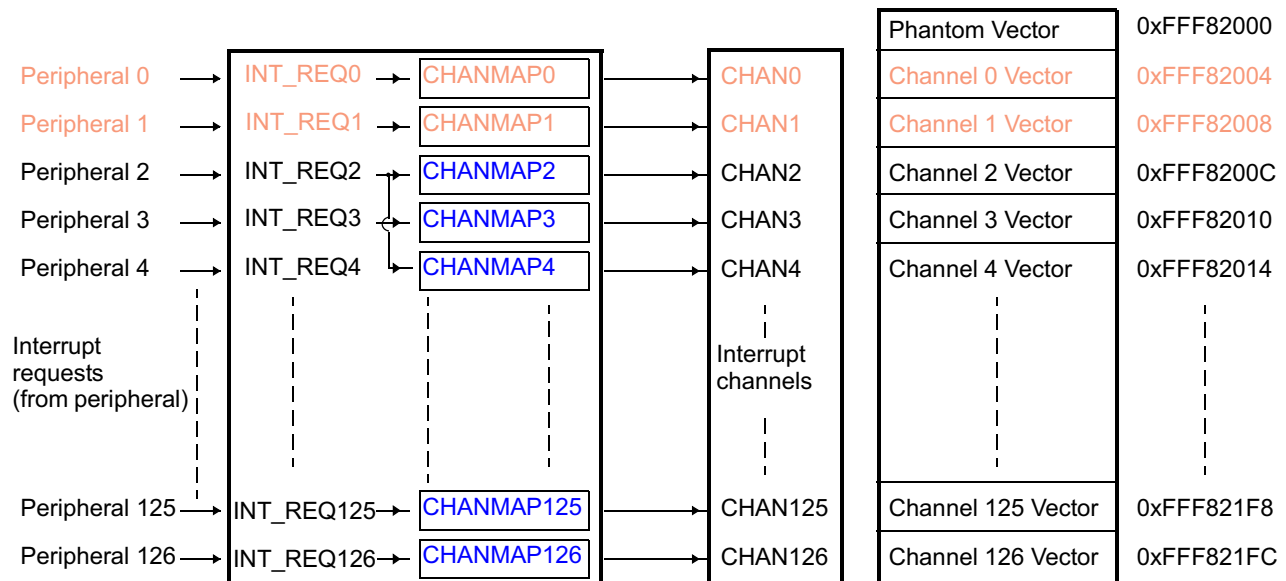 Phantom Vector 0xFFF82000
Peripheral 0 INT_REQ0 CHANMAP0 CHAN0 Channel 0 Vector 0xFFF82004
Peripheral 1 INT_REQ1 CHANMAP1 CHAN1 Channel 1 Vector 0xFFF82008
Peripheral 2 INT_REQ2 CHANMAP2 CHAN2 Channel 2 Vector 0xFFF8200C
Peripheral 3 INT_REQ3 CHANMAP3 CHAN3 Channel 3 Vector 0xFFF82010
Peripheral 4 INT_REQ4 CHANMAP4 CHAN4 Channel 4 Vector 0xFFF82014
Interrupt
requests
(from peripheral)
Interrupt
channels
Peripheral 125 INT_REQ125 CHANMAP125 CHAN125 Channel 125 Vector 0xFFF821F8
Peripheral 126 INT_REQ126 CHANMAP126 CHAN126 Channel 126 Vector 0xFFF821FC